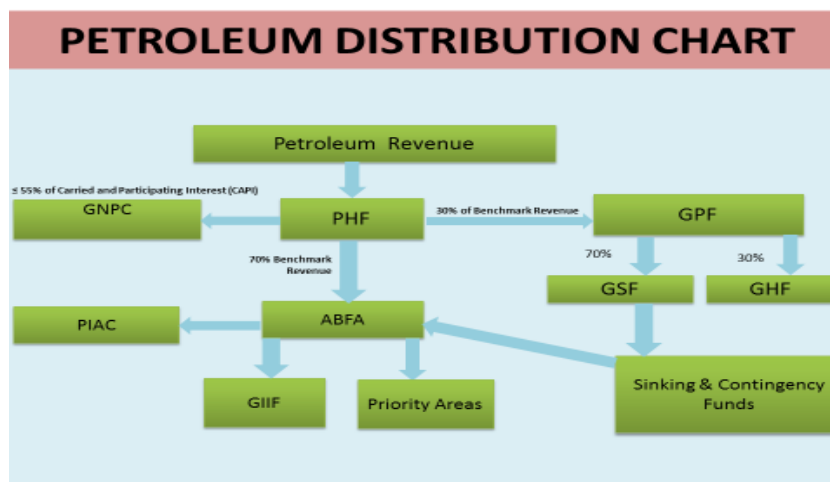 PETROLEUM DISTRIBUTION CHART
Petroleum Revenue
≤ 55% of Carried and Participating Interest (CAPI)
GNPC
PHF
30% of Benchmark Revenue
GPF
70% Benchmark
Revenue
70%
30%
GSF
GHF
PIAC
ABFA
GIIF
Priority Areas
Sinking & Contingency
Funds